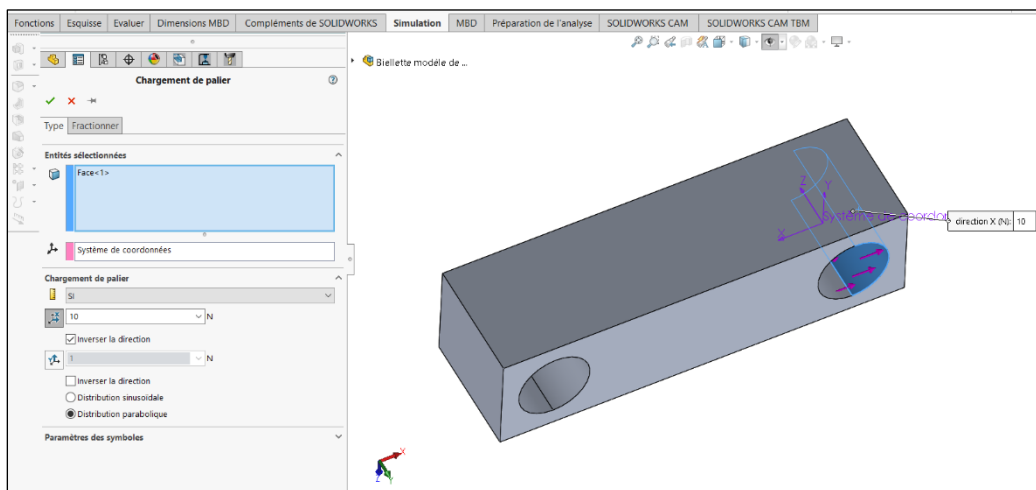 Fonctions Esquisse Evaluer Dimensions MBD Compléments de SOLIDWORKS Simulation MBD Préparation de l'analyse SOLIDWORKS CAM SOLIDWORKS CAM TBM
Biellette modéle de ...
Chargement de palier
Type Fractionner
Entités sélectionnées
Face<1>
Système de coordonnées
Chargement de palier
SI
10 N
Inverser la direction
1 N
Inverser la direction
Distribution sinusoïdale
Distribution parabolique
Paramètres des symboles
Z Y
Système de coordor
X
direction X (N): 10
X
Z Y